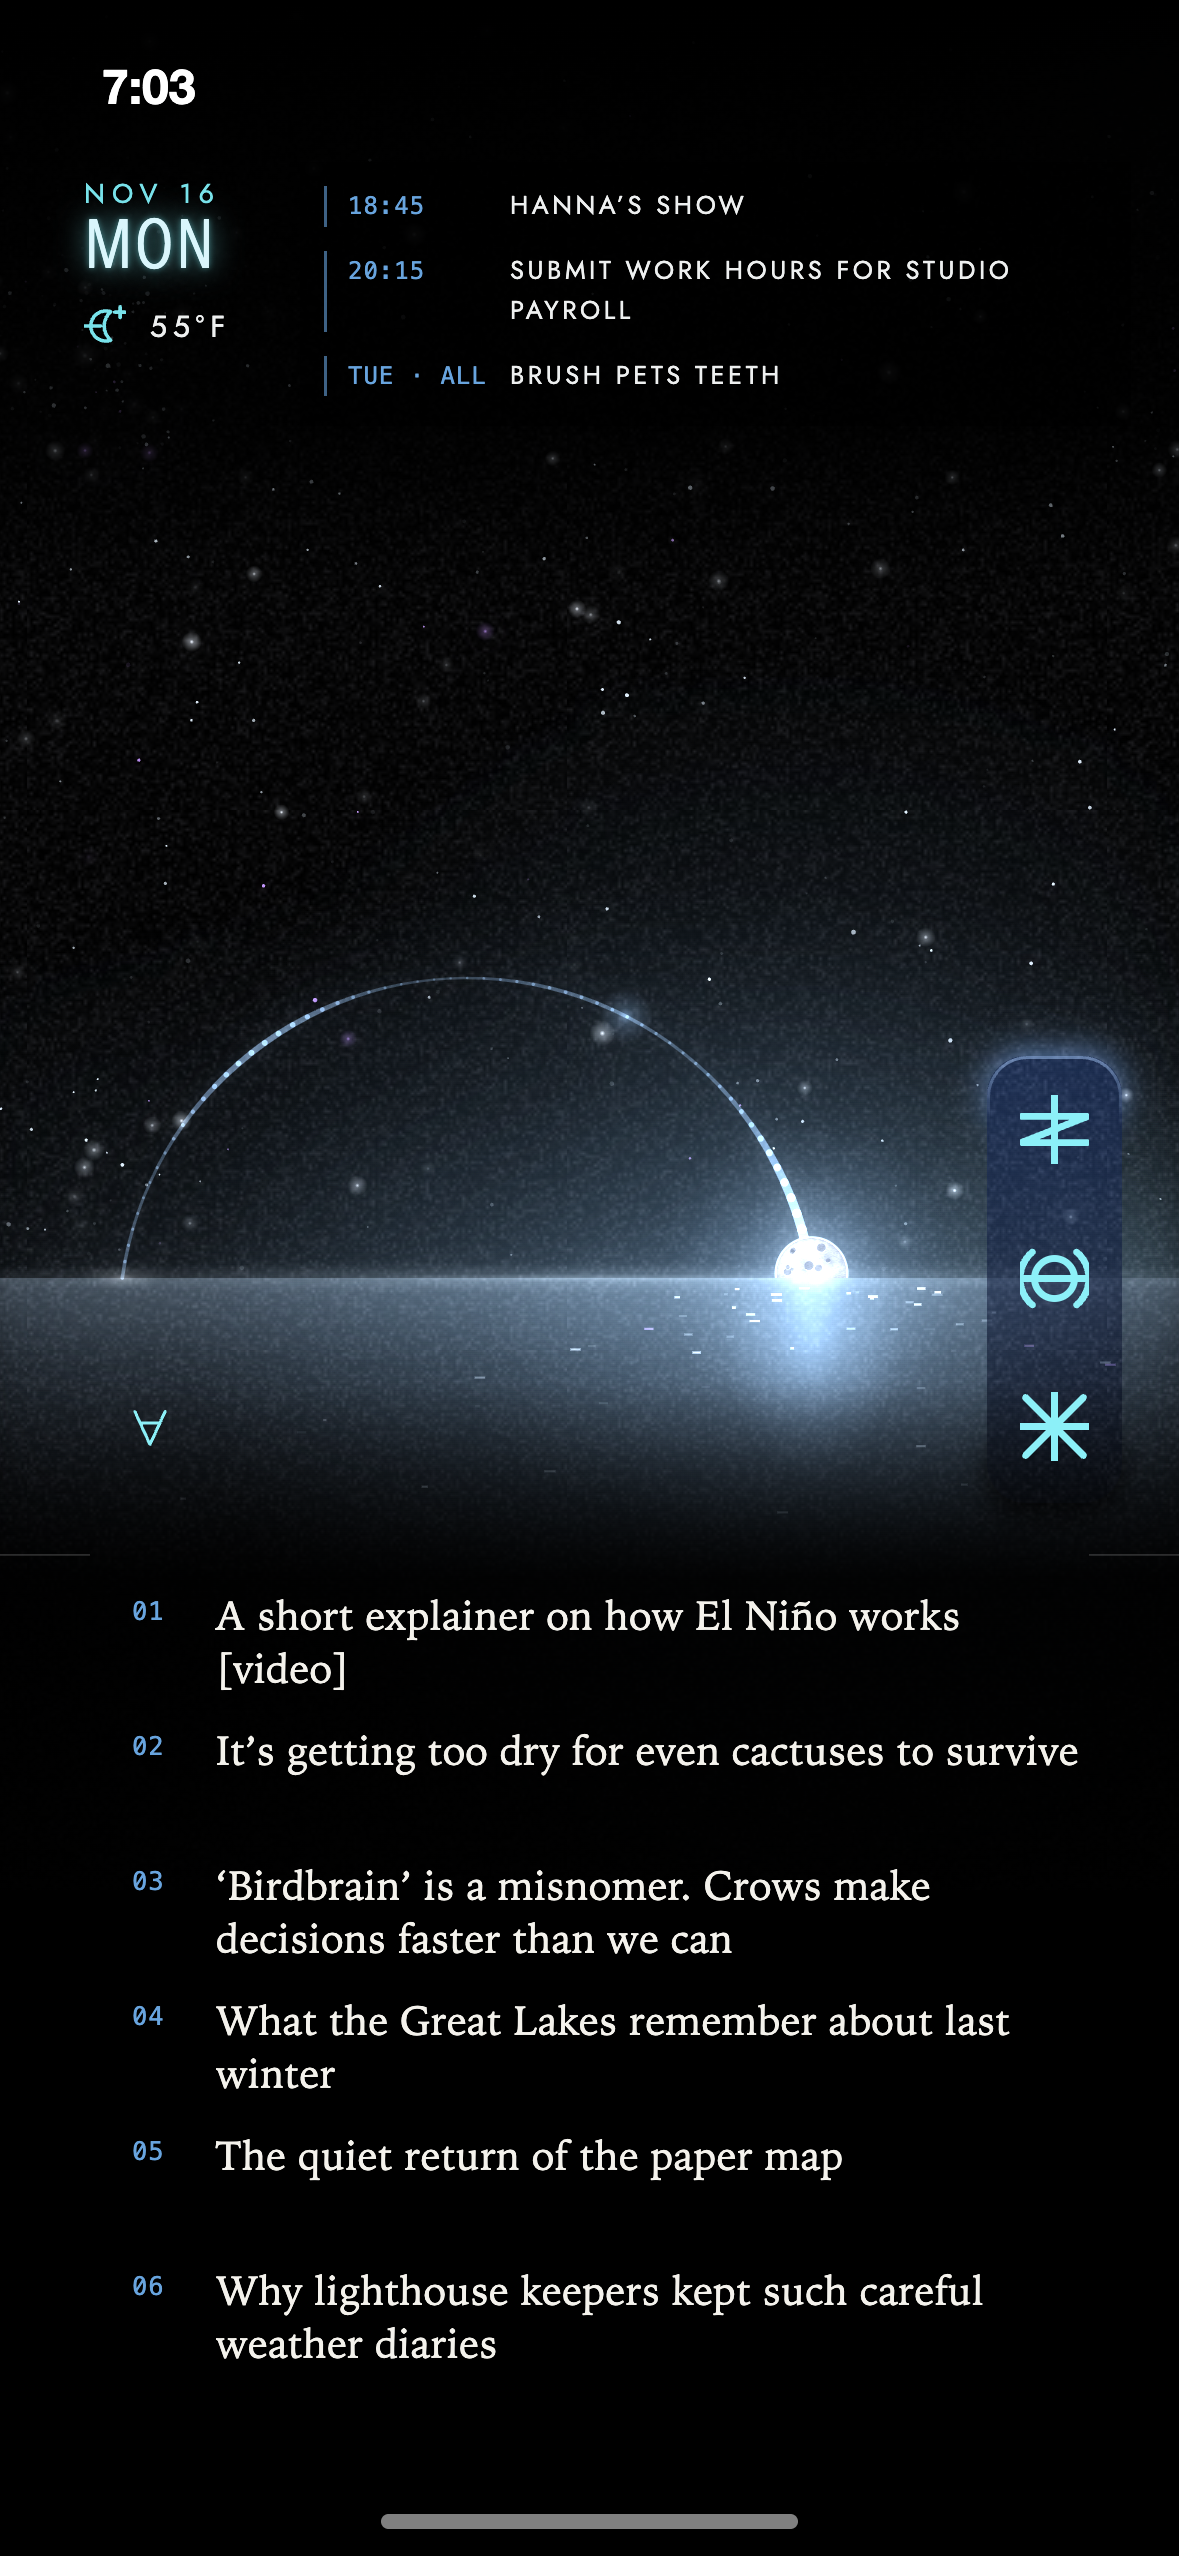 7:03
NOV 16
MON
55°F
18:45 HANNA’S SHOW
20:15 SUBMIT WORK HOURS FOR STUDIO
PAYROLL
TUE · ALL BRUSH PETS TEETH
∀
01 A short explainer on how El Niño works
[video]
02 It’s getting too dry for even cactuses to survive
03 ‘Birdbrain’ is a misnomer. Crows make
decisions faster than we can
04 What the Great Lakes remember about last
winter
05 The quiet return of the paper map
06 Why lighthouse keepers kept such careful
weather diaries